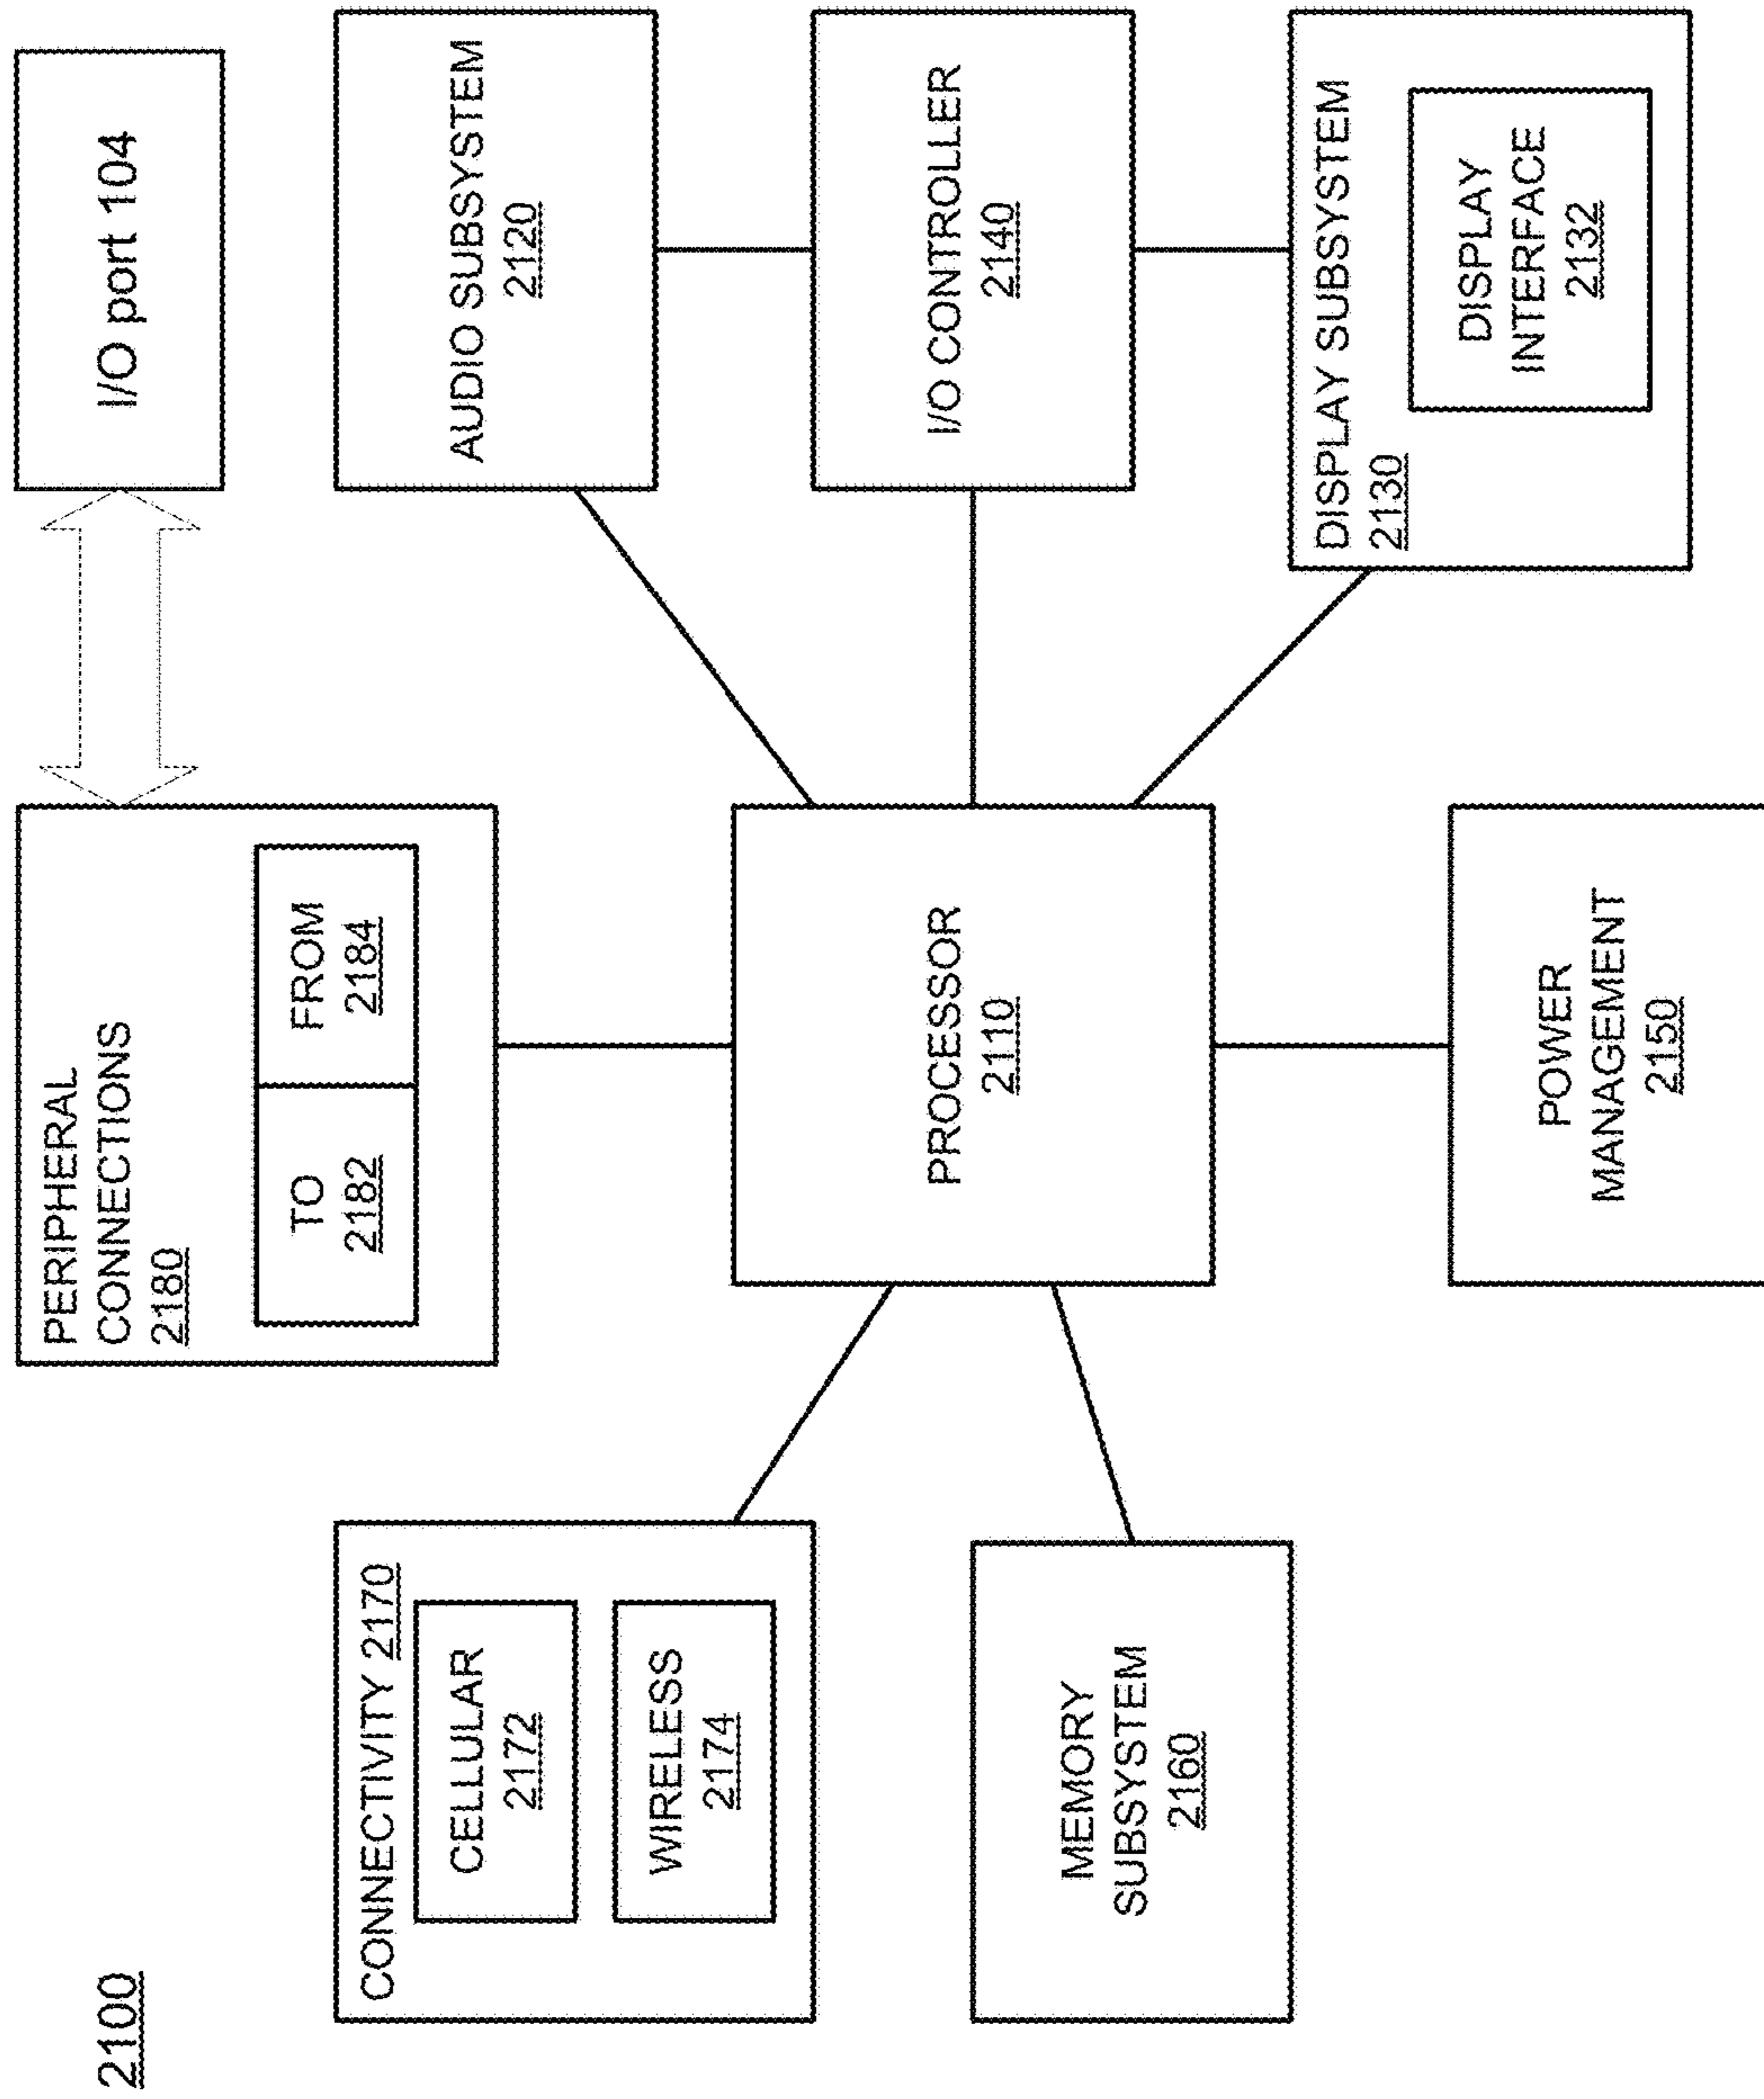 2100
PERIPHERAL
CONNECTIONS
2180
TO
2182
FROM
2184
I/O port 104
CONNECTIVITY 2170
CELLULAR
2172
WIRELESS
2174
AUDIO SUBSYSTEM
2120
PROCESSOR
2110
I/O CONTROLLER
2140
MEMORY
SUBSYSTEM
2160
DISPLAY SUBSYSTEM
2130
DISPLAY
INTERFACE
2132
POWER
MANAGEMENT
2150